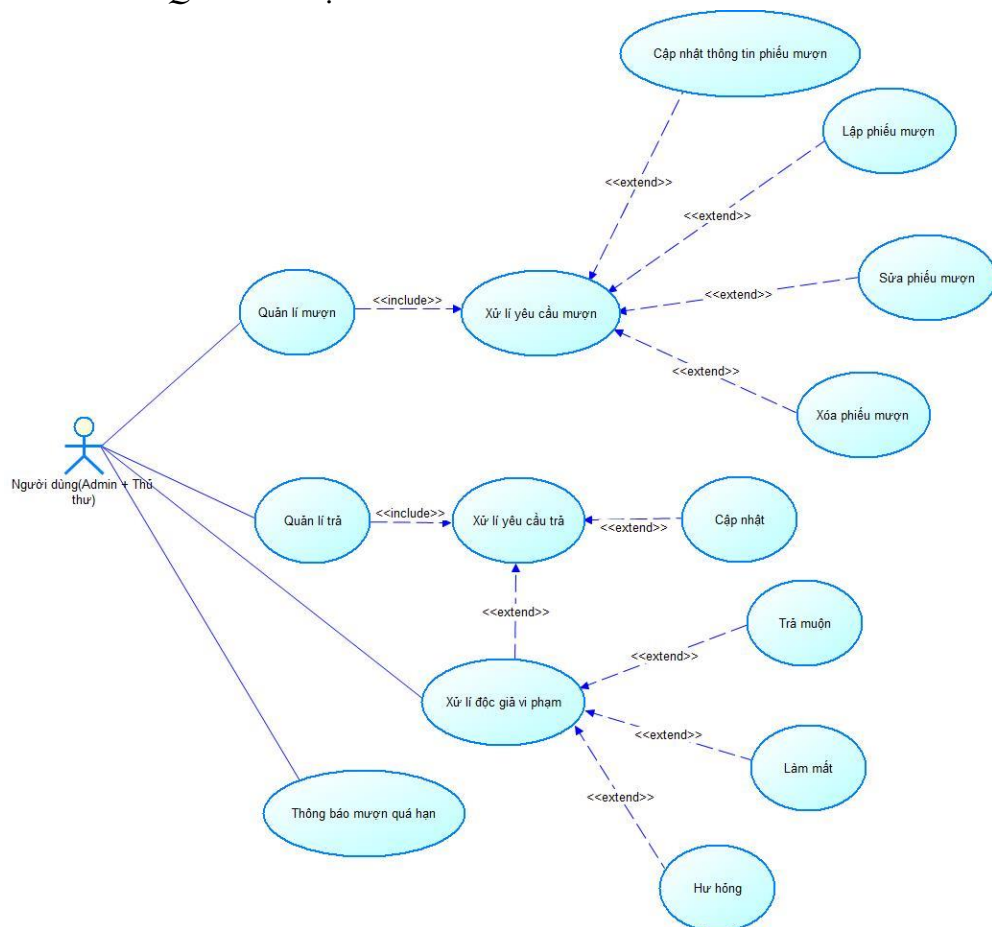 Cập nhật thông tin phiếu mượn
Lập phiếu mượn
<<extend>>
<<extend>>
Sửa phiếu mượn
<<extend>>
Quản lí mượn
<<include>>
Xử lí yêu cầu mượn
<<extend>>
Xóa phiếu mượn
Người dùng(Admin + Thủ
thư)
Quản lí trả
<<include>>
Xử lí yêu cầu trả
<<extend>>
Cập nhật
<<extend>>
Trả muộn
<<extend>>
Xử lí độc giả vi phạm
<<extend>>
Làm mất
<<extend>>
Thông báo mượn quá hạn
Hư hõng